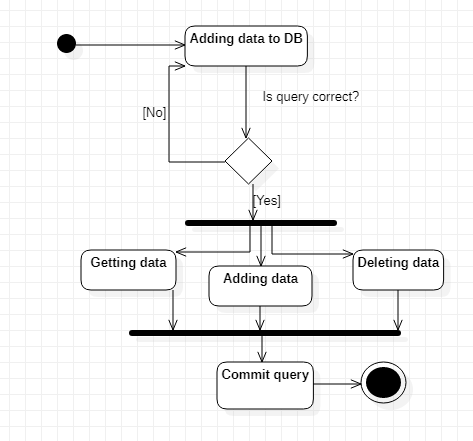 Adding data to DB
Is query correct?
[No]
[Yes]
Getting data
Adding data
Deleting data
Commit query